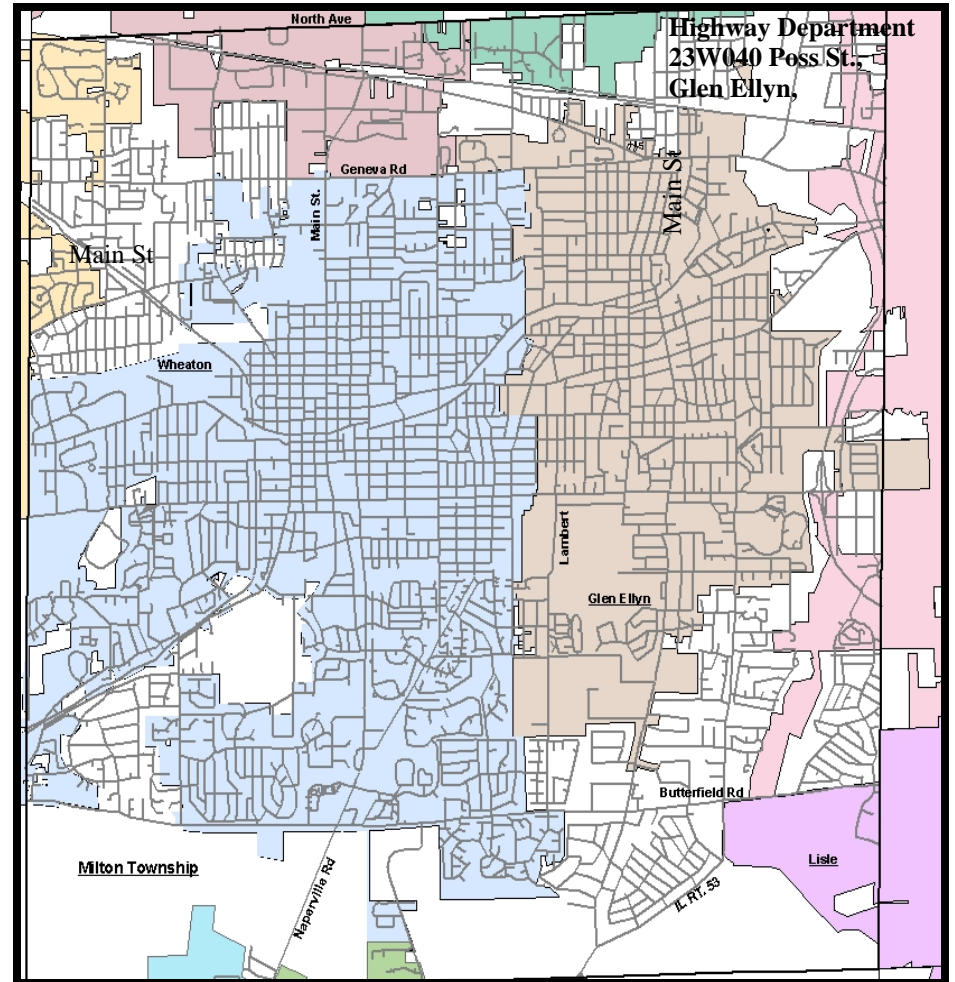 North Ave
Highway Department
23W040 Poss St.,
Glen Ellyn,
Geneva Rd
Main St.
Main St
Main St
Wheaton
Lambert
Glen Ellyn
Butterfield Rd
Milton Township
Lisle
Naperville Rd
IL RT. 53